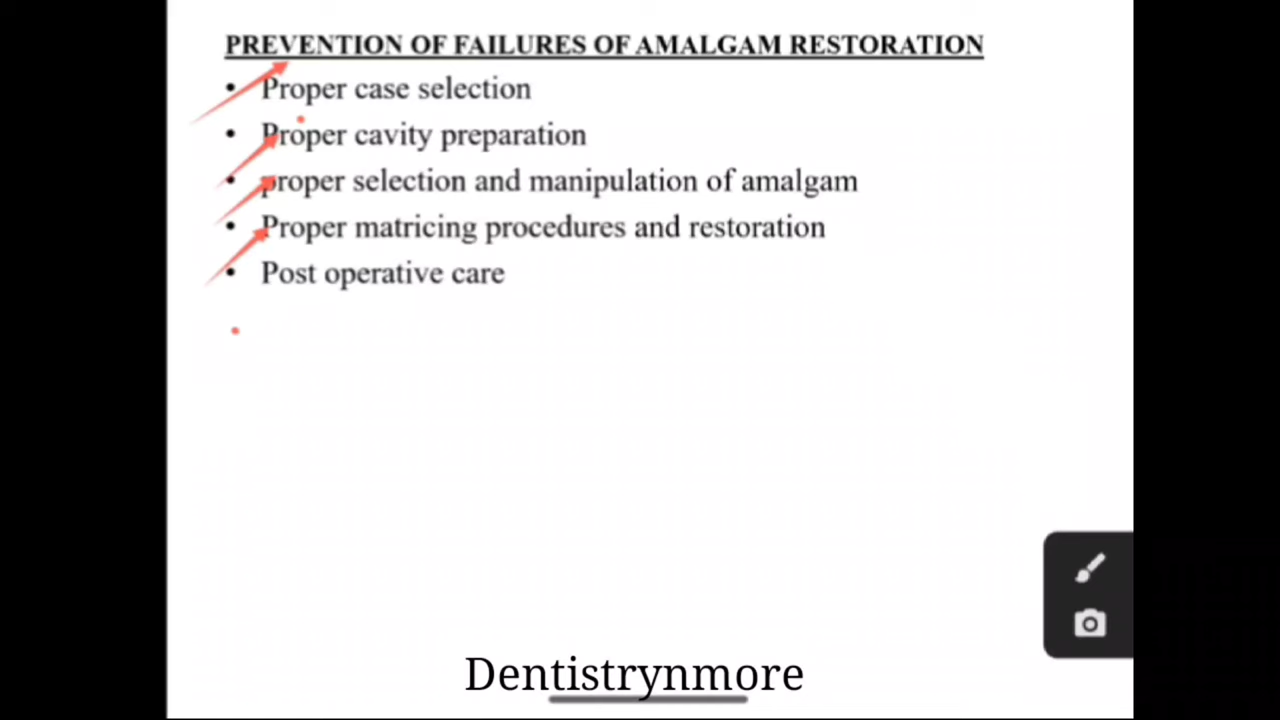 PREVENTION OF FAILURES OF AMALGAM RESTORATION
• Proper case selection
• Proper cavity preparation
• proper selection and manipulation of amalgam
• Proper matricing procedures and restoration
• Post operative care
Dentistrynmore